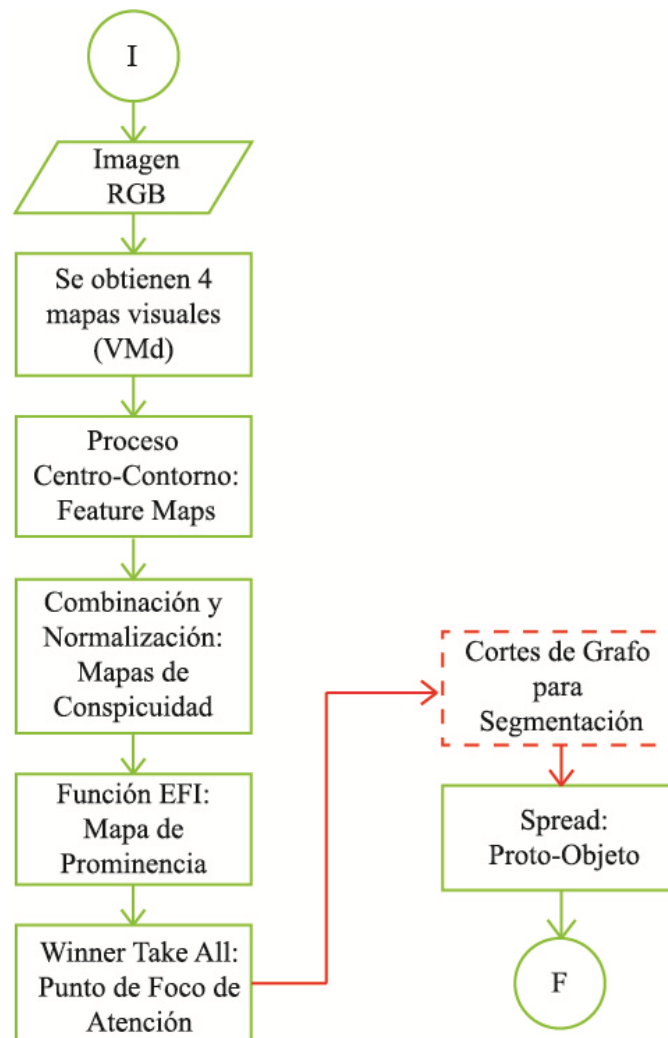 I
Imagen
RGB
Se obtienen 4
mapas visuales
(VMd)
Proceso
Centro-Contorno:
Feature Maps
Combinación y
Normalización:
Mapas de
Conspicuidad
Función EFI:
Mapa de
Prominencia
Winner Take All:
Punto de Foco de
Atención
Cortes de Grafo
para
Segmentación
Spread:
Proto-Objeto
F